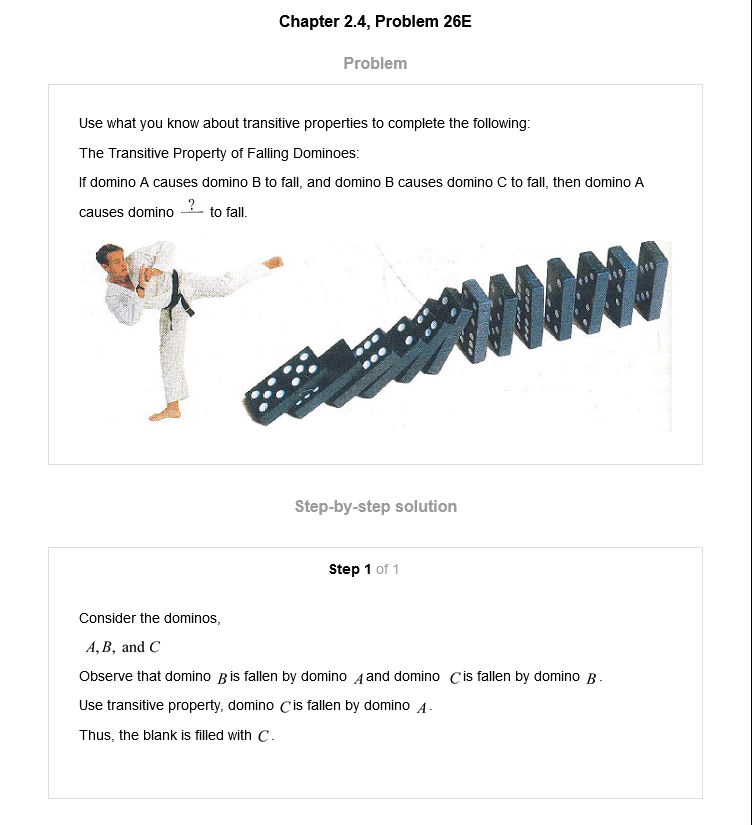 Chapter 2.4, Problem 26E
Problem
Use what you know about transitive properties to complete the following:
The Transitive Property of Falling Dominoes:
If domino A causes domino B to fall, and domino B causes domino C to fall, then domino A
causes domino ? to fall.
Step-by-step solution
Step 1 of 1
Consider the dominos,
A, B, and C
Observe that domino B is fallen by domino A and domino C is fallen by domino B.
Use transitive property, domino C is fallen by domino A.
Thus, the blank is filled with C.